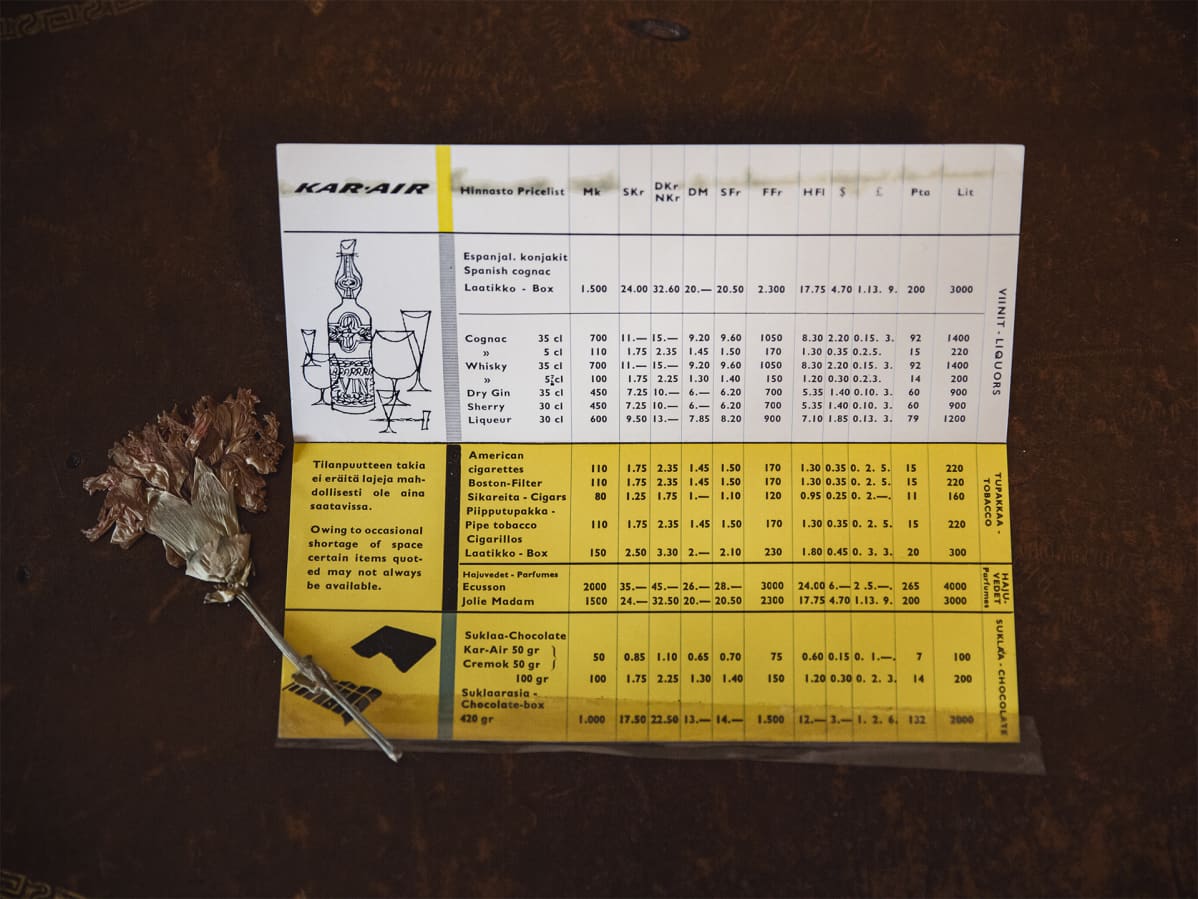 KAR-AIR Hinnasto Pricelist Mk SKr DKr NKr DM SFr FFr HFl $ £ Pta Lit
Espanjal. konjakit
Spanish cognac
Laatikko - Box 1.500 24.00 32.60 20.— 20.50 2.300 17.75 4.70 1.13. 9. 200 3000
Cognac 35 cl 700 11.— 15.— 9.20 9.60 1050 8.30 2.20 0.15. 3. 92 1400
» 5 cl 110 1.75 2.35 1.45 1.50 170 1.30 0.35 0.2.5. 15 220
Whisky 35 cl 700 11.— 15.— 9.20 9.60 1050 8.30 2.20 0.15. 3. 92 1400
» 5 cl 100 1.75 2.25 1.30 1.40 150 1.20 0.30 0.2.3. 14 200
Dry Gin 35 cl 450 7.25 10.— 6.— 6.20 700 5.35 1.40 0.10. 3. 60 900
Sherry 30 cl 450 7.25 10.— 6.— 6.20 700 5.35 1.40 0.10. 3. 60 900
Liqueur 30 cl 600 9.50 13.— 7.85 8.20 900 7.10 1.85 0.13. 3. 79 1200
VIINIT - LIQUORS
Tilanpuutteen takia
ei eräitä lajeja mah-
dollisesti ole aina
saatavissa.
Owing to occasional
shortage of space
certain items quot-
ed may not always
be available.
American
cigarettes 110 1.75 2.35 1.45 1.50 170 1.30 0.35 0. 2. 5. 15 220
Boston-Filter 110 1.75 2.35 1.45 1.50 170 1.30 0.35 0. 2. 5. 15 220
Sikareita - Cigars 80 1.25 1.75 1.— 1.10 120 0.95 0.25 0. 2.—. 11 160
Piipputupakka -
Pipe tobacco 110 1.75 2.35 1.45 1.50 170 1.30 0.35 0. 2. 5. 15 220
Cigarillos
Laatikko - Box 150 2.50 3.30 2.— 2.10 230 1.80 0.45 0. 3. 3. 20 300
TUPAKKAA -
TOBACCO
Hajuvedet - Parfumes
Ecusson 2000 35.— 45.— 26.— 28.— 3000 24.00 6.— 2 .5.—. 265 4000
Jolie Madam 1500 24.— 32.50 20.— 20.50 2300 17.75 4.70 1.13. 9. 200 3000
HAJU-
VEDET
Parfumes
Suklaa-Chocolate
Kar-Air 50 gr
Cremok 50 gr 50 0.85 1.10 0.65 0.70 75 0.60 0.15 0. 1.—. 7 100
100 gr 100 1.75 2.25 1.30 1.40 150 1.20 0.30 0. 2. 3. 14 200
Suklaarasia -
Chocolate-box
420 gr 1.000 17.50 22.50 13.— 14.— 1.500 12.— 3.— 1. 2. 6. 132 2000
SUKLAA - CHOCOLATE